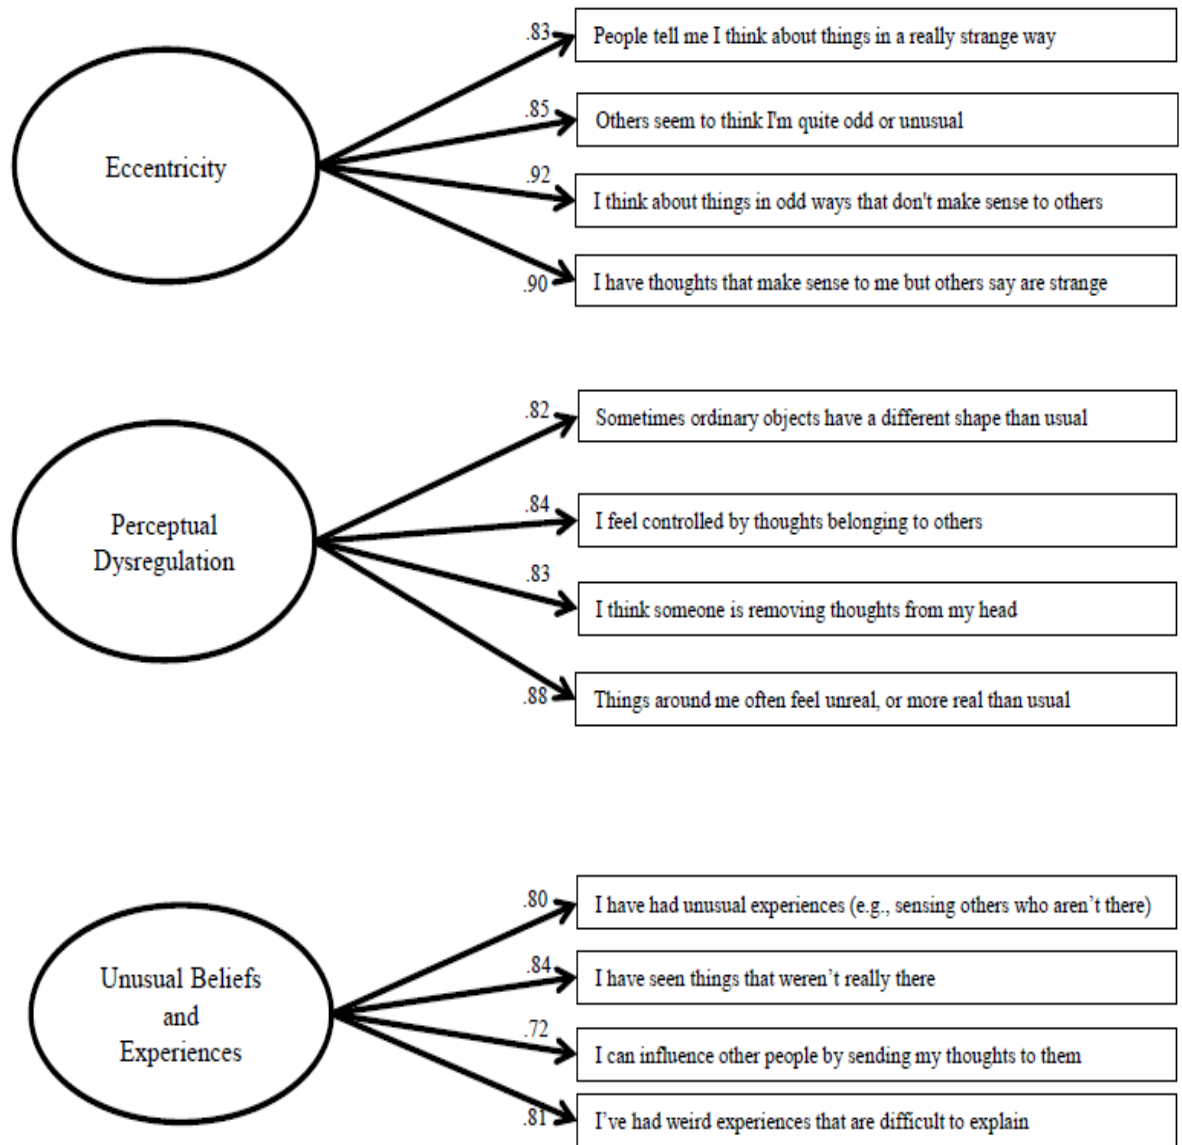 .83
People tell me I think about things in a really strange way
.85
Others seem to think I'm quite odd or unusual
Eccentricity
.92
I think about things in odd ways that don't make sense to others
.90
I have thoughts that make sense to me but others say are strange
.82
Sometimes ordinary objects have a different shape than usual
.84
I feel controlled by thoughts belonging to others
Perceptual
Dysregulation
.83
I think someone is removing thoughts from my head
.88
Things around me often feel unreal, or more real than usual
.80
I have had unusual experiences (e.g., sensing others who aren’t there)
.84
I have seen things that weren’t really there
Unusual Beliefs
and
Experiences
.72
I can influence other people by sending my thoughts to them
.81
I’ve had weird experiences that are difficult to explain